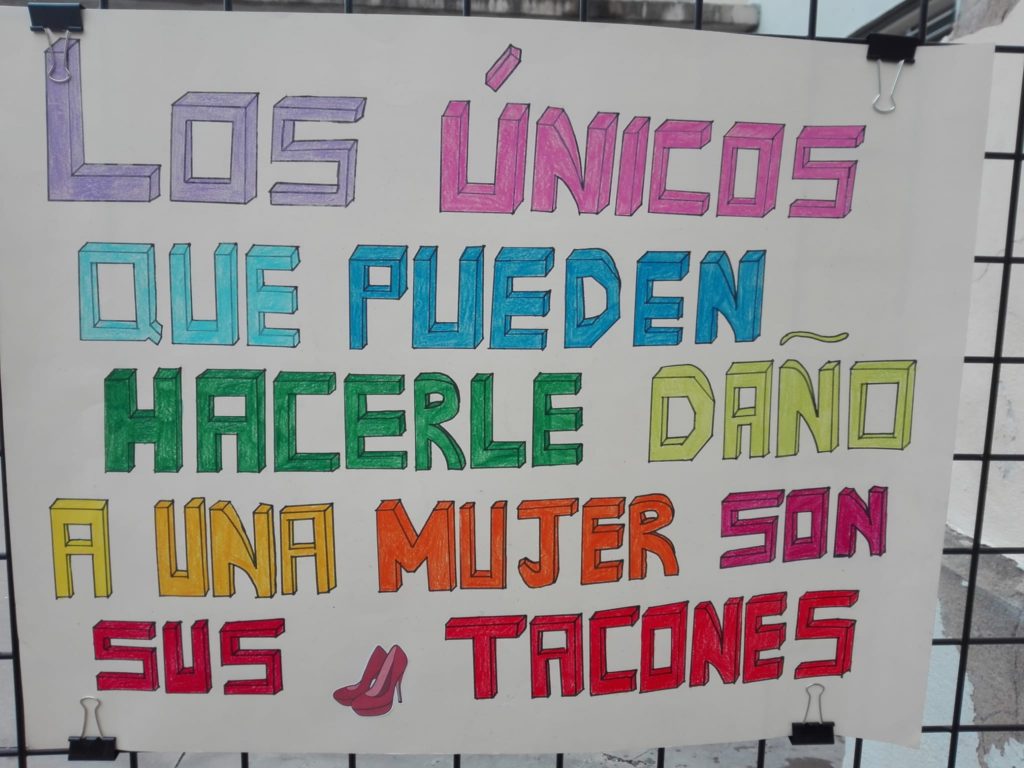 LOS ÚNICOS
QUE PUEDEN
HACERLE DAÑO
A UNA MUJER SON
SUS TACONES